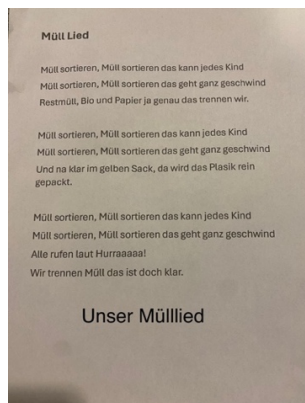 Müll Lied
Müll sortieren, Müll sortieren das kann jedes Kind
Müll sortieren, Müll sortieren das geht ganz geschwind
Restmüll, Bio und Papier ja genau das trennen wir.
Müll sortieren, Müll sortieren das kann jedes Kind
Müll sortieren, Müll sortieren das geht ganz geschwind
Und na klar im gelben Sack, da wird das Plasik rein
gepackt.
Müll sortieren, Müll sortieren das kann jedes Kind
Müll sortieren, Müll sortieren das geht ganz geschwind
Alle rufen laut Hurraaaaa!
Wir trennen Müll das ist doch klar.
Unser Mülllied